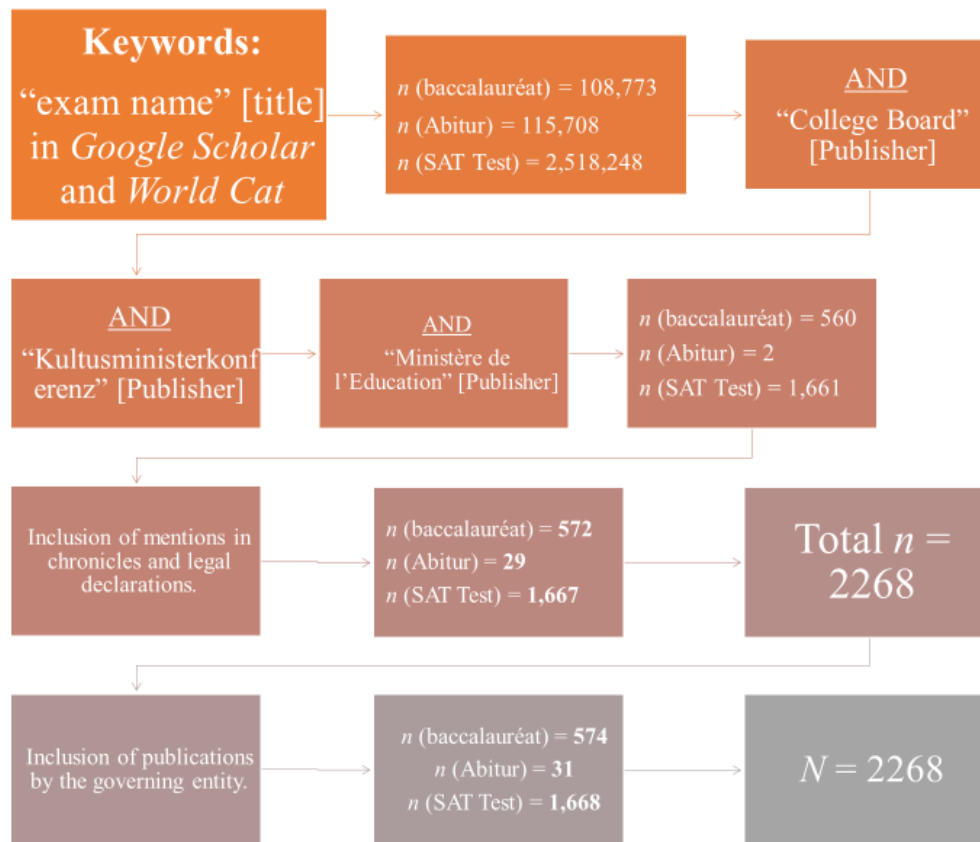 Keywords:
“exam name” [title]
in Google Scholar
and World Cat
n (baccalauréat) = 108,773
n (Abitur) = 115,708
n (SAT Test) = 2,518,248
AND
“College Board”
[Publisher]
AND
“Kultusministerkonf
erenz” [Publisher]
AND
“Ministère de
l’Education” [Publisher]
n (baccalauréat) = 560
n (Abitur) = 2
n (SAT Test) = 1,661
Inclusion of mentions in
chronicles and legal
declarations.
n (baccalauréat) = 572
n (Abitur) = 29
n (SAT Test) = 1,667
Total n =
2268
Inclusion of publications
by the governing entity.
n (baccalauréat) = 574
n (Abitur) = 31
n (SAT Test) = 1,668
N = 2268